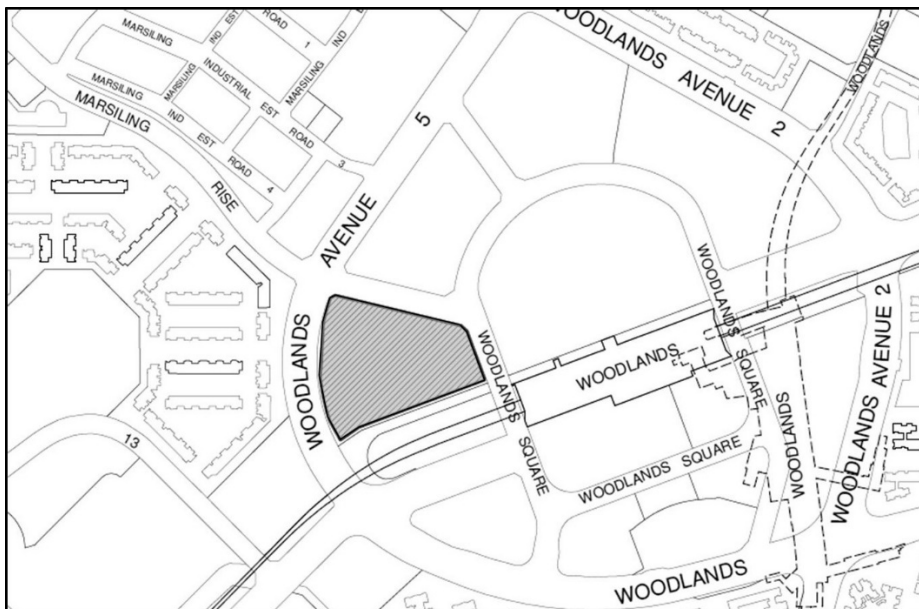 MARSILING
IND EST
ROAD
1
MARSILING IND
MARSILING
IND EST
ROAD 4
MARSILING
IND
INDUSTRIAL
EST
ROAD
3
MARSILING
RISE
WOODLANDS
AVENUE
5
WOODLANDS
AVENUE 2
WOODLANDS
WOODLANDS
SQUARE
WOODLANDS
SQUARE
WOODLANDS
WOODLANDS SQUARE
WOODLANDS
WOODLANDS AVENUE 2
WOODLANDS
13